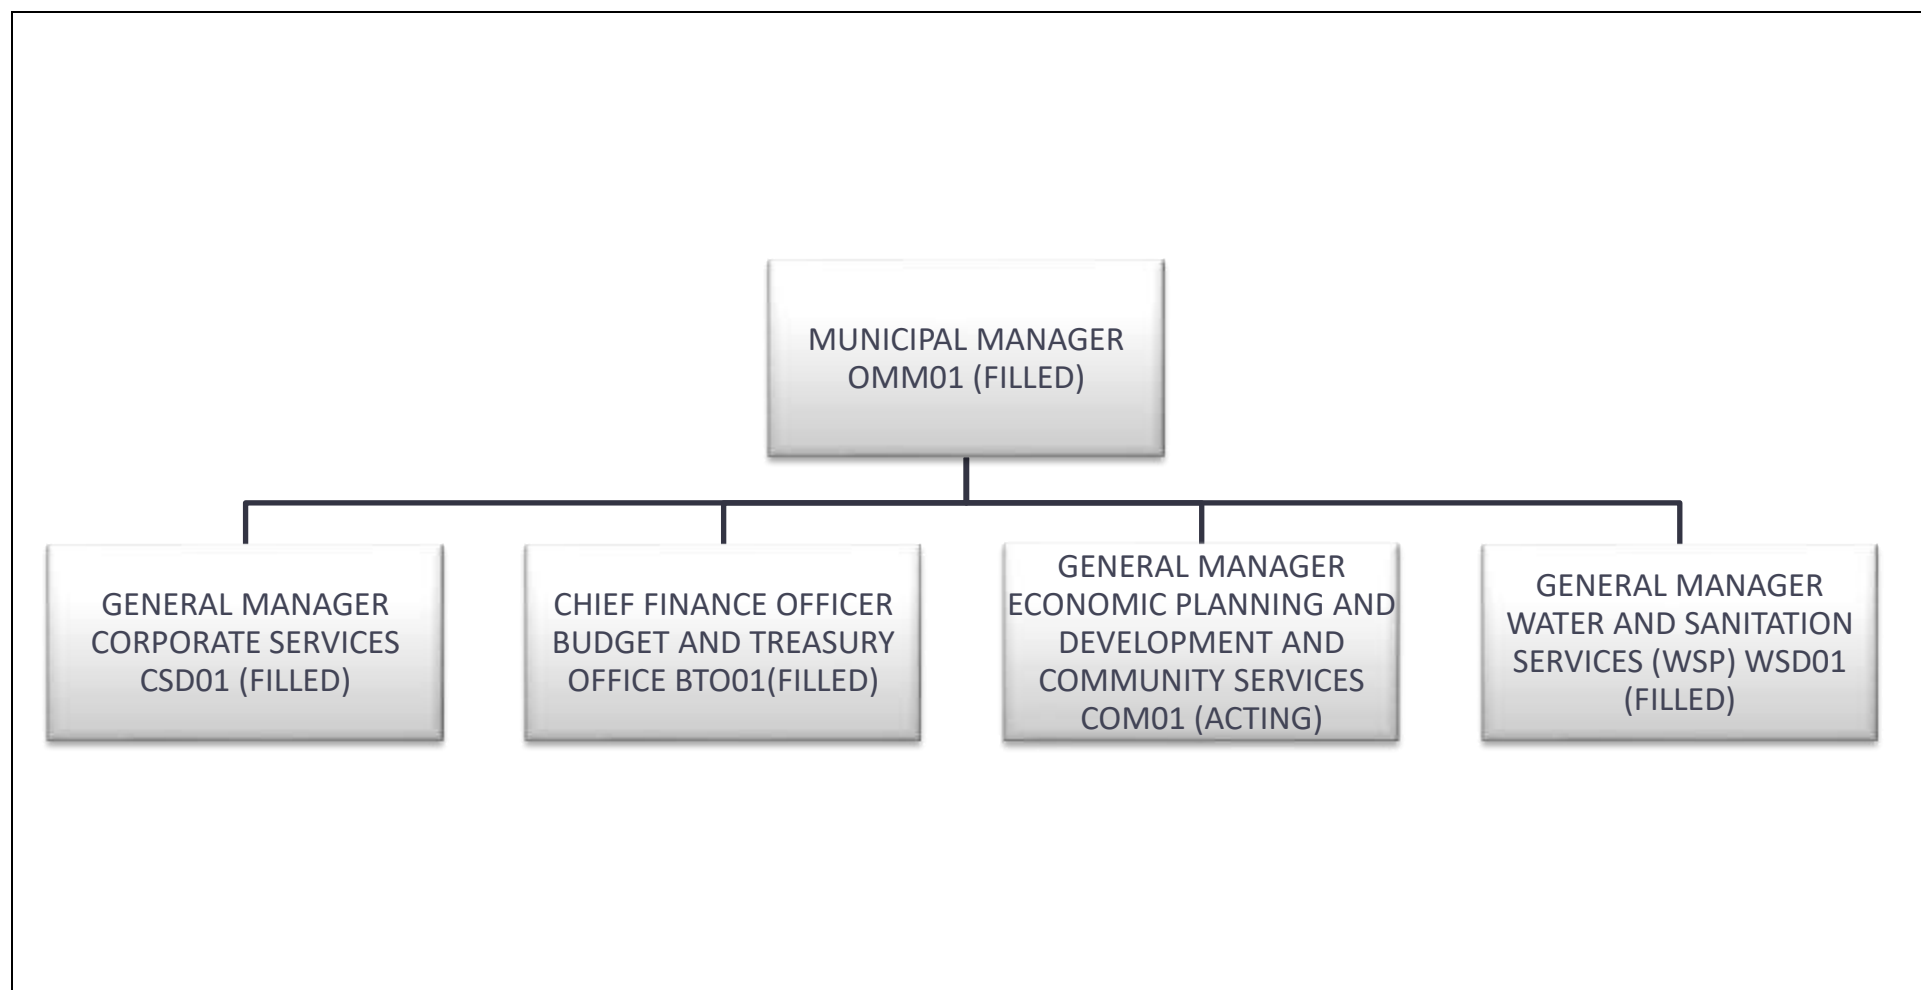 MUNICIPAL MANAGER
OMM01 (FILLED)
GENERAL MANAGER
CORPORATE SERVICES
CSD01 (FILLED)
CHIEF FINANCE OFFICER
BUDGET AND TREASURY
OFFICE BTO01(FILLED)
GENERAL MANAGER
ECONOMIC PLANNING AND
DEVELOPMENT AND
COMMUNITY SERVICES
COM01 (ACTING)
GENERAL MANAGER
WATER AND SANITATION
SERVICES (WSP) WSD01
(FILLED)